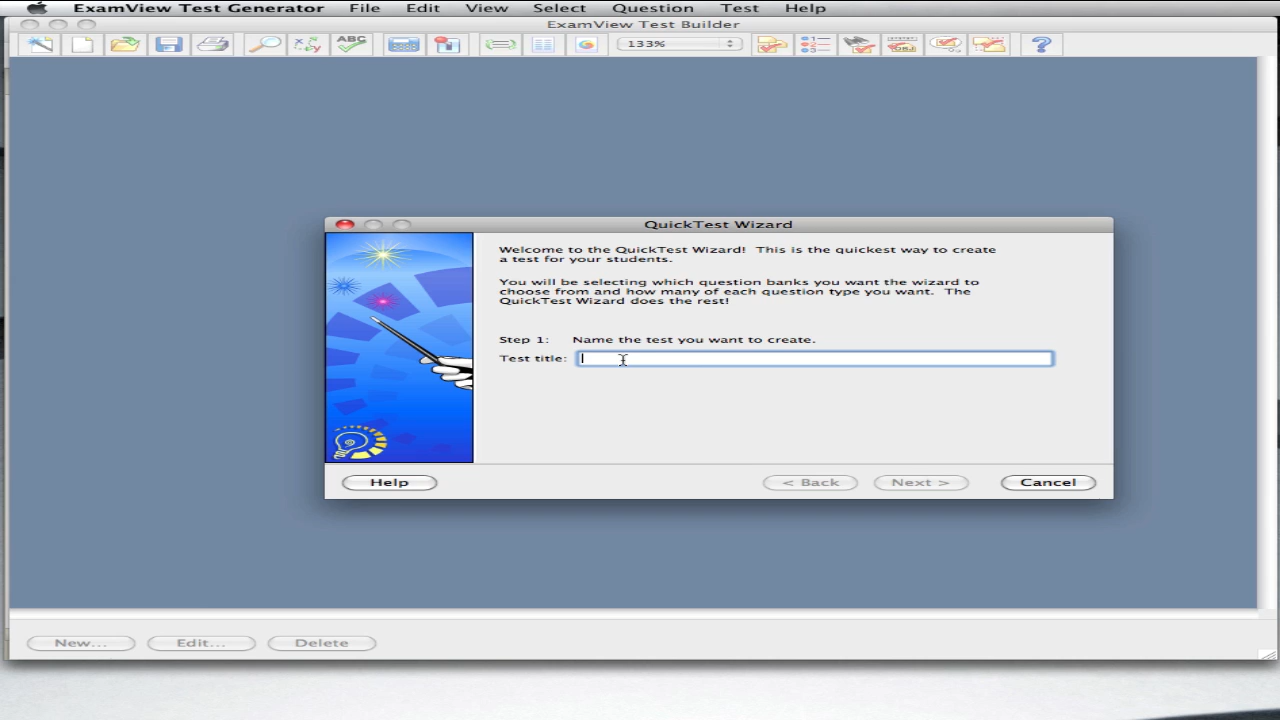 ExamView Test Generator File Edit View Select Question Test Help
ExamView Test Builder
ABC 133% ?
QuickTest Wizard
Welcome to the QuickTest Wizard! This is the quickest way to create
a test for your students.
You will be selecting which question banks you want the wizard to
choose from and how many of each question type you want. The
QuickTest Wizard does the rest!
Step 1: Name the test you want to create.
Test title:
Help < Back Next > Cancel
New... Edit... Delete